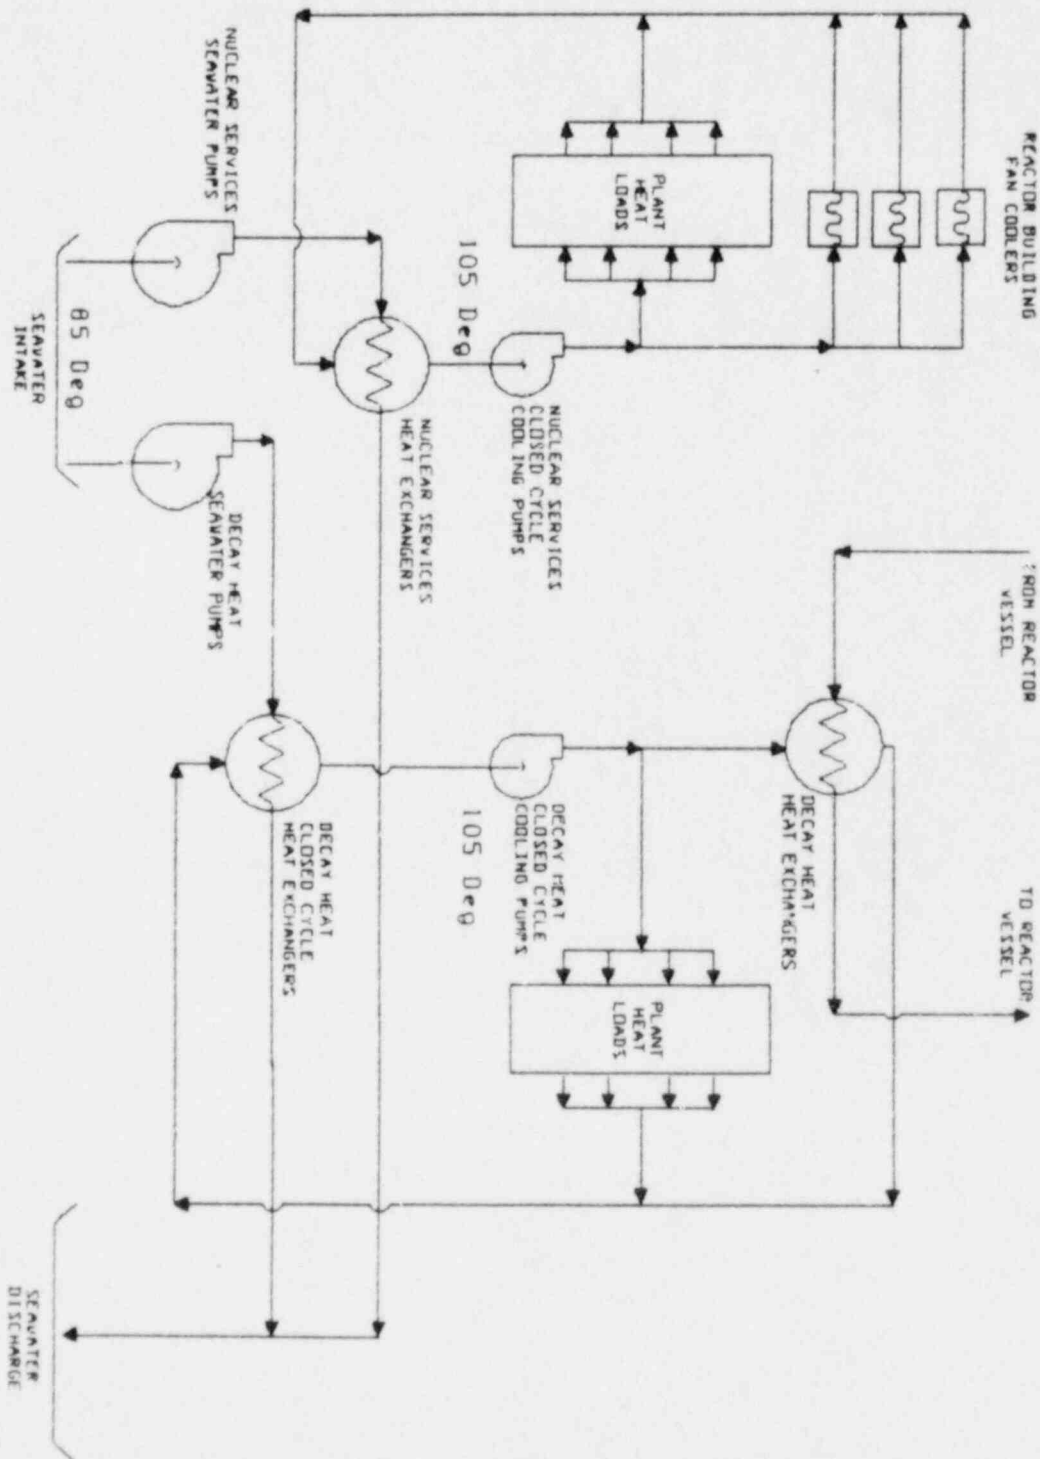 REACTOR BUILDING
FAN COOLERS
FROM REACTOR
VESSEL
TO REACTOR
VESSEL
DECAY HEAT
HEAT EXCHANGERS
PLANT
HEAT
LOADS
PLANT
HEAT
LOADS
NUCLEAR SERVICES
CLOSED CYCLE
COOLING PUMPS
DECAY HEAT
CLOSED CYCLE
COOLING PUMPS
105 Deg
105 Deg
NUCLEAR SERVICES
HEAT EXCHANGERS
DECAY HEAT
CLOSED CYCLE
HEAT EXCHANGERS
NUCLEAR SERVICES
SEAWATER PUMPS
DECAY HEAT
SEAWATER PUMPS
85 Deg
SEAWATER
INTAKE
SEAWATER
DISCHARGE